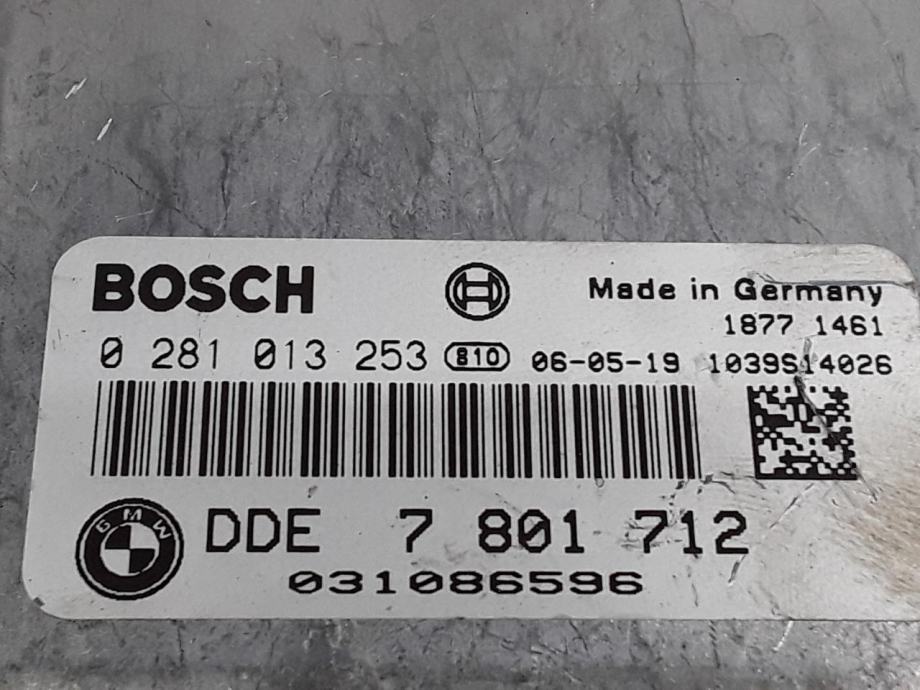 BOSCH
Made in Germany
1877 1461
0 281 013 253 810 06-05-19 1039S14026
BMW DDE 7 801 712
031086596